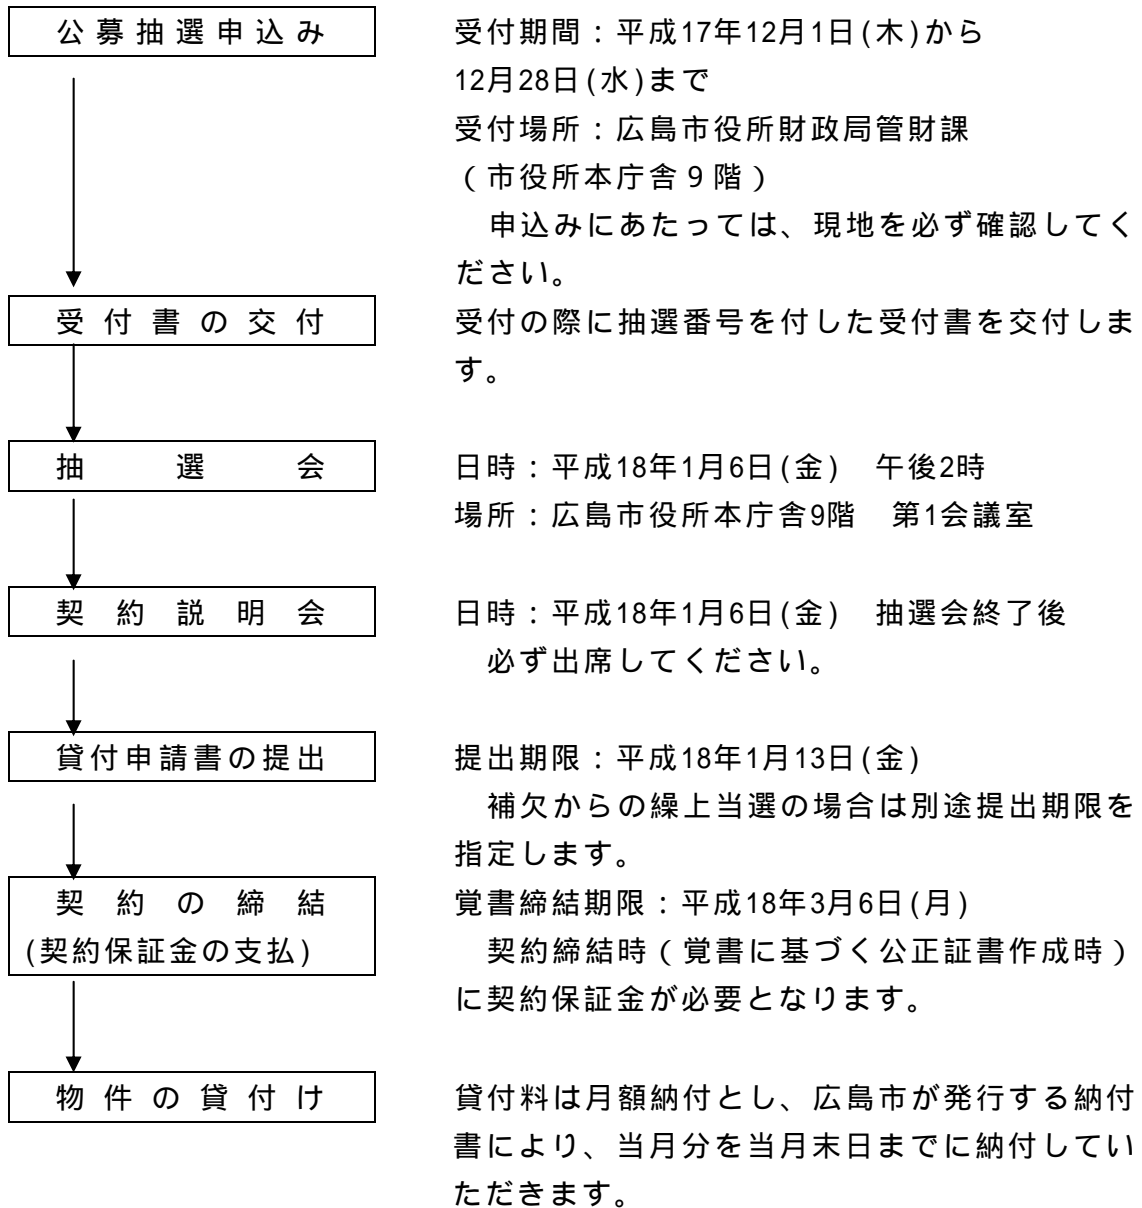 公募抽選申込み
受付期間：平成17年12月1日(木)から
12月28日(水)まで
受付場所：広島市役所財政局管財課
（市役所本庁舎９階）
申込みにあたっては、現地を必ず確認してく
ださい。
受付書の交付
受付の際に抽選番号を付した受付書を交付しま
す。
抽選会
日時：平成18年1月6日(金)　午後2時
場所：広島市役所本庁舎9階　第1会議室
契約説明会
日時：平成18年1月6日(金)　抽選会終了後
必ず出席してください。
貸付申請書の提出
提出期限：平成18年1月13日(金)
補欠からの繰上当選の場合は別途提出期限を
指定します。
契約の締結
(契約保証金の支払)
覚書締結期限：平成18年3月6日(月)
契約締結時（覚書に基づく公正証書作成時）
に契約保証金が必要となります。
物件の貸付け
貸付料は月額納付とし、広島市が発行する納付
書により、当月分を当月末日までに納付してい
ただきます。